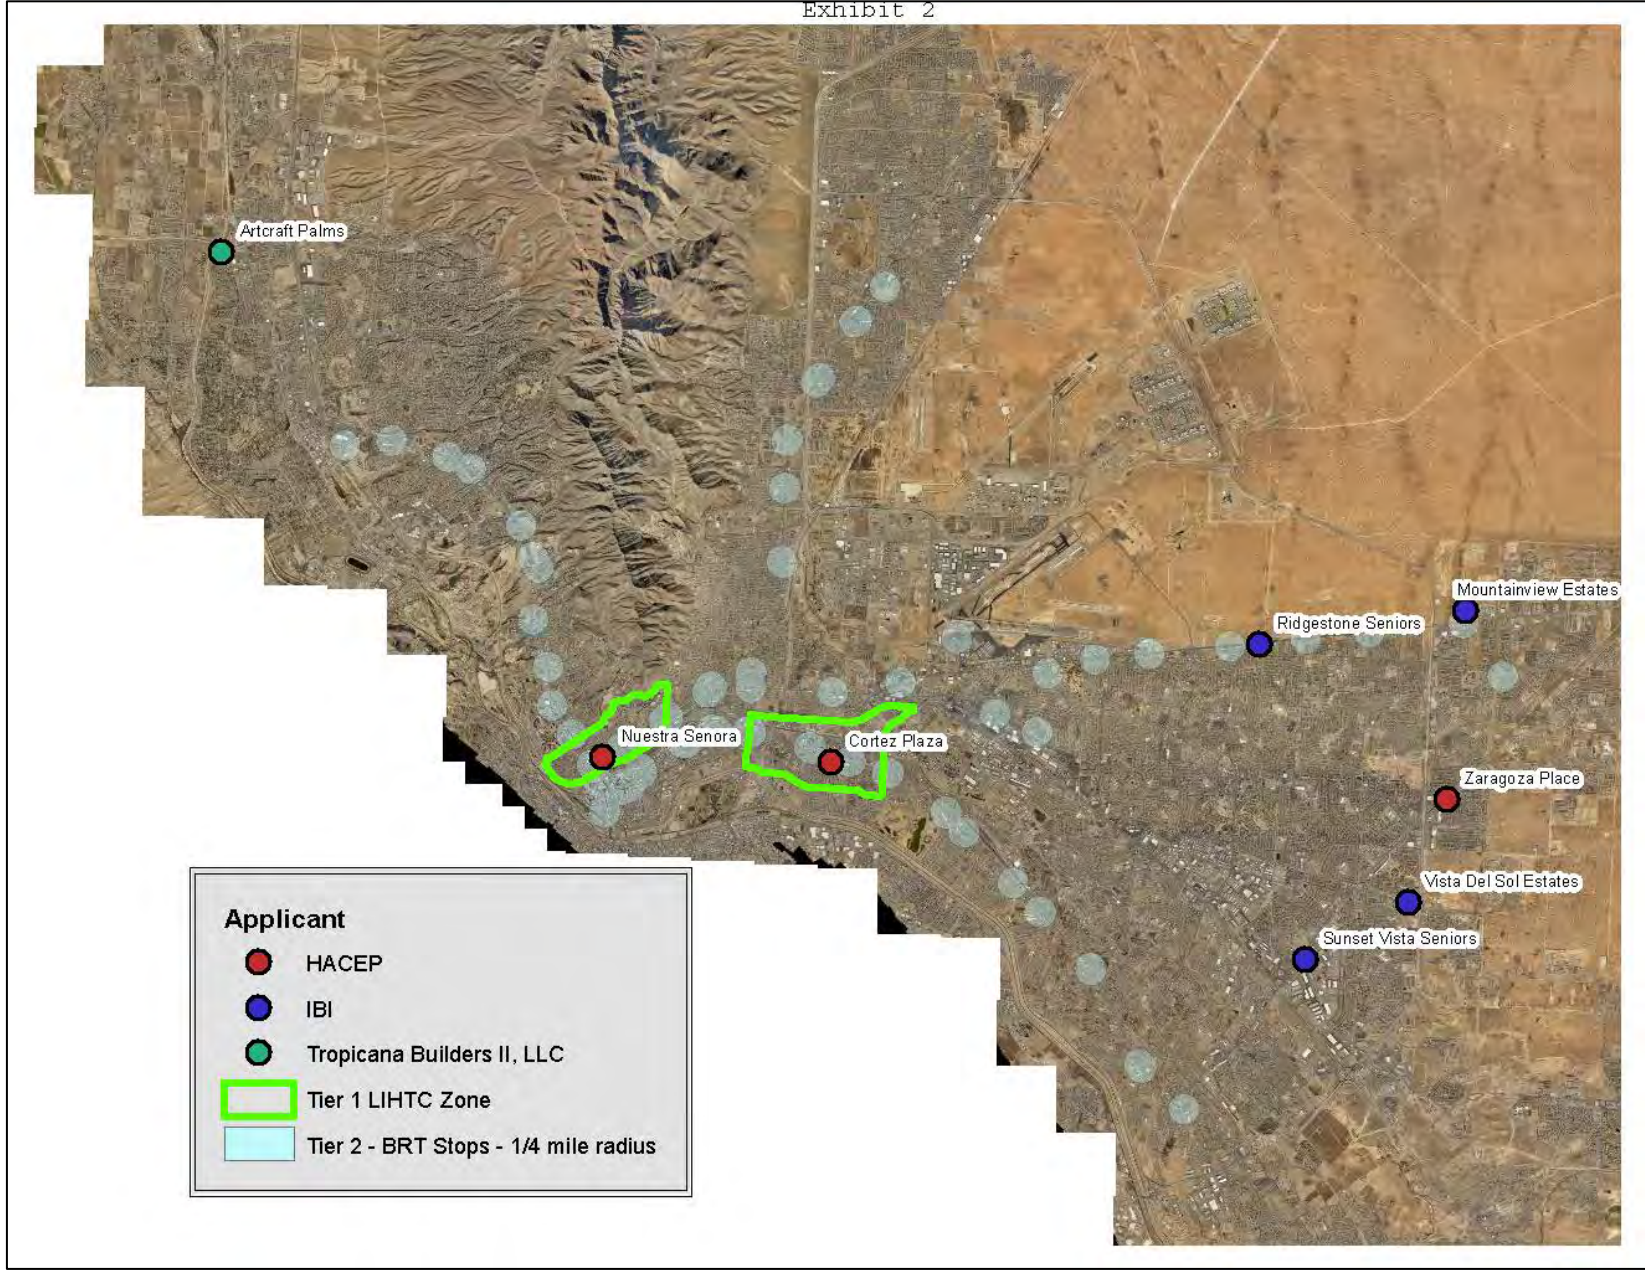 Exhibit 2
Artcraft Palms
Mountainview Estates
Ridgestone Seniors
Nuestra Senora
Cortez Plaza
Zaragoza Place
Vista Del Sol Estates
Sunset Vista Seniors
Applicant
HACEP
IBI
Tropicana Builders II, LLC
Tier 1 LIHTC Zone
Tier 2 - BRT Stops - 1/4 mile radius